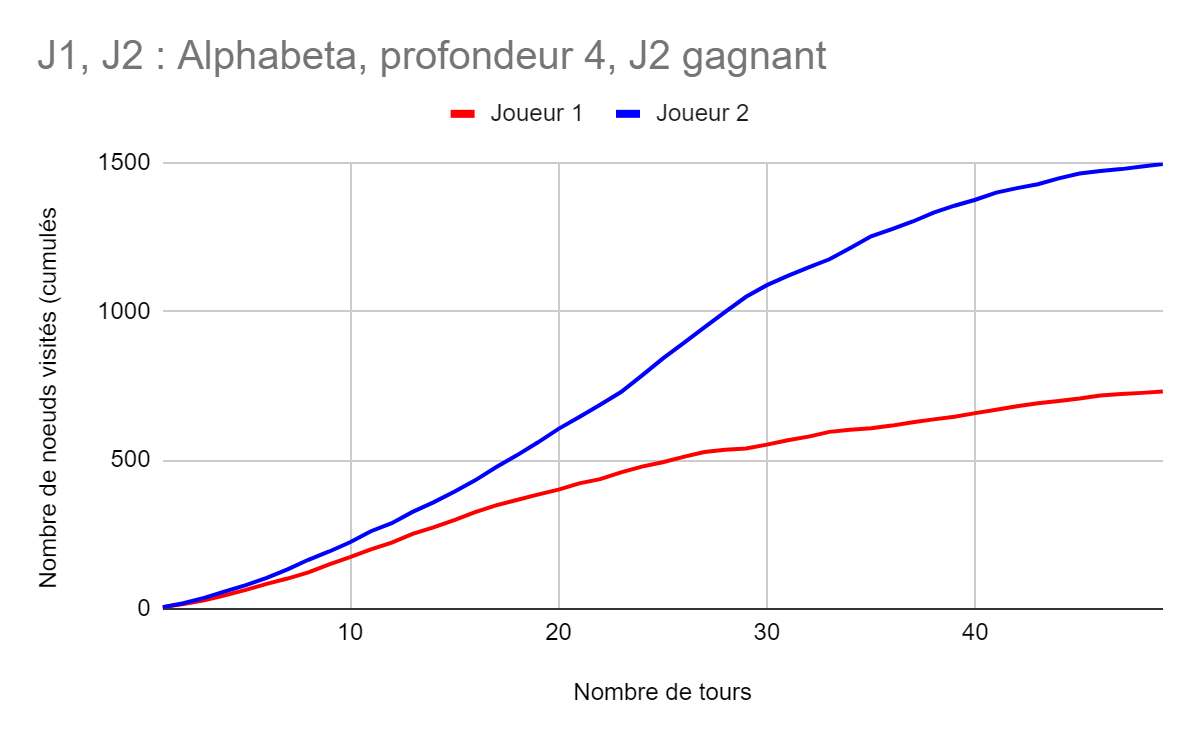 J1, J2 : Alphabeta, profondeur 4, J2 gagnant
Joueur 1 Joueur 2
Nombre de noeuds visités (cumulés
1500
1000
500
0
10 20 30 40
Nombre de tours